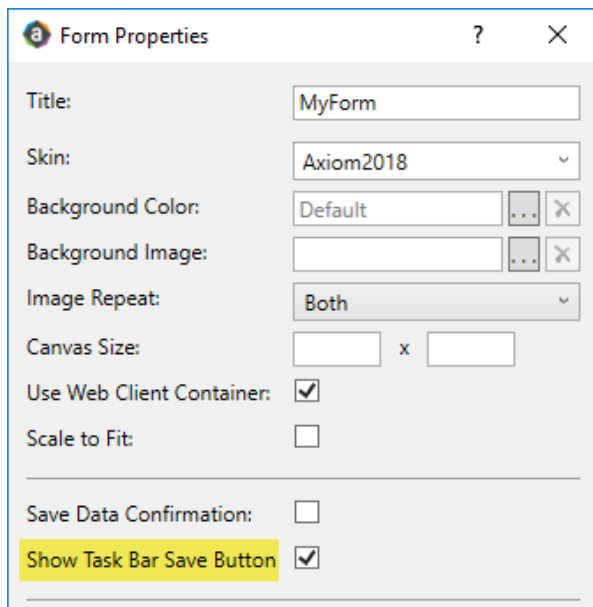 a Form Properties ?
Title: MyForm
Skin: Axiom2018
Background Color: Default ...
Background Image: ...
Image Repeat: Both
Canvas Size: x
Use Web Client Container:
Scale to Fit:
Save Data Confirmation:
Show Task Bar Save Button